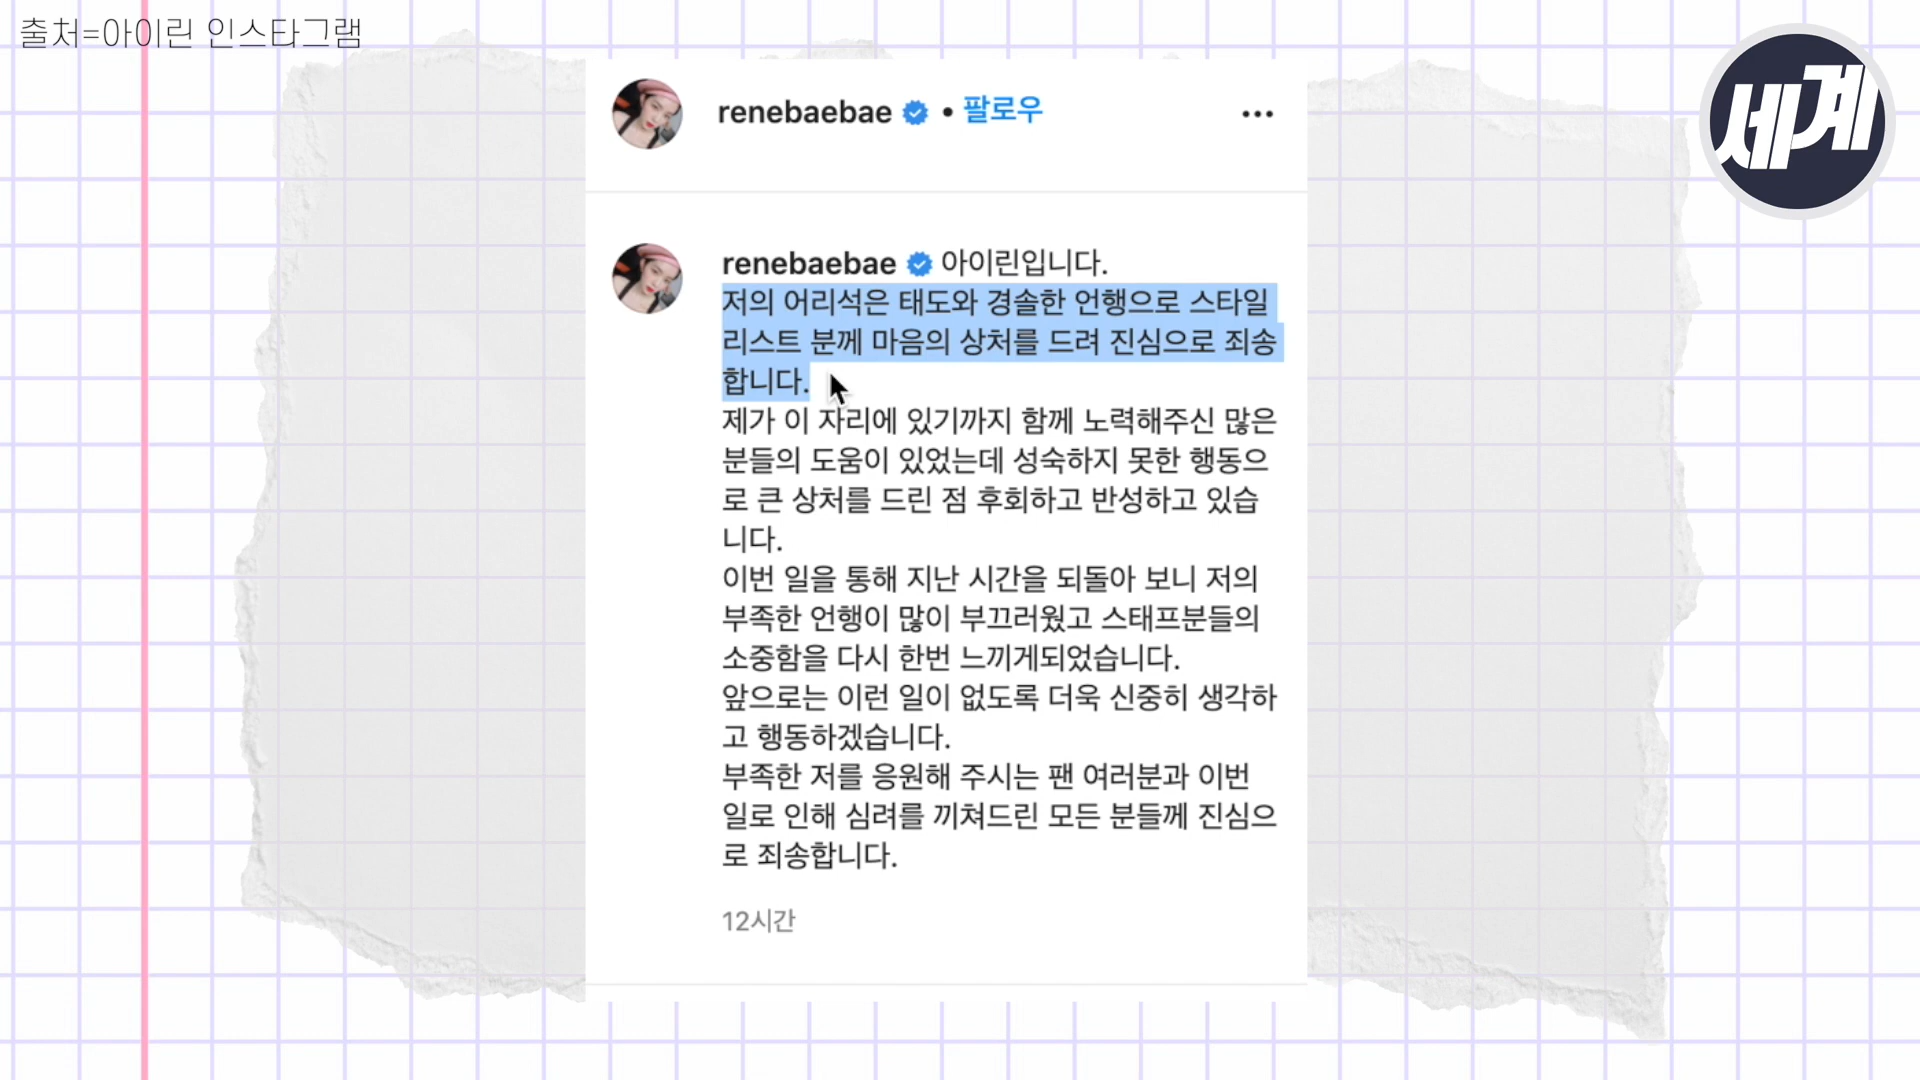 출처=아이린 인스타그램
세계
renebaebae • 팔로우
renebaebae 아이린입니다.
저의 어리석은 태도와 경솔한 언행으로 스타일
리스트 분께 마음의 상처를 드려 진심으로 죄송
합니다.
제가 이 자리에 있기까지 함께 노력해주신 많은
분들의 도움이 있었는데 성숙하지 못한 행동으
로 큰 상처를 드린 점 후회하고 반성하고 있습
니다.
이번 일을 통해 지난 시간을 되돌아 보니 저의
부족한 언행이 많이 부끄러웠고 스태프분들의
소중함을 다시 한번 느끼게되었습니다.
앞으로는 이런 일이 없도록 더욱 신중히 생각하
고 행동하겠습니다.
부족한 저를 응원해 주시는 팬 여러분과 이번
일로 인해 심려를 끼쳐드린 모든 분들께 진심으
로 죄송합니다.
12시간